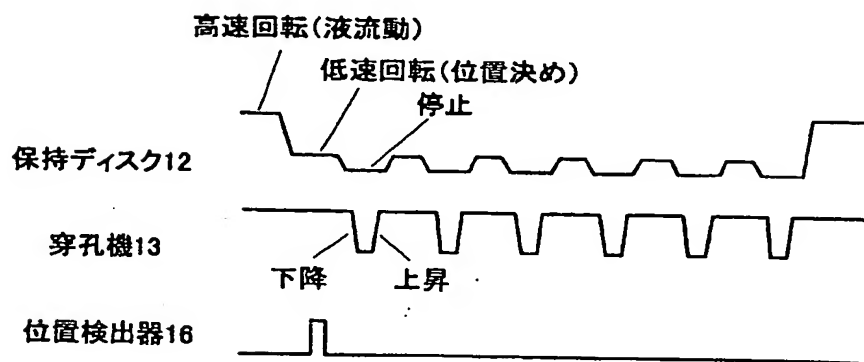 高速回転(液流動)
低速回転(位置決め)
停止
保持ディスク12
穿孔機13
下降
上昇
位置検出器16